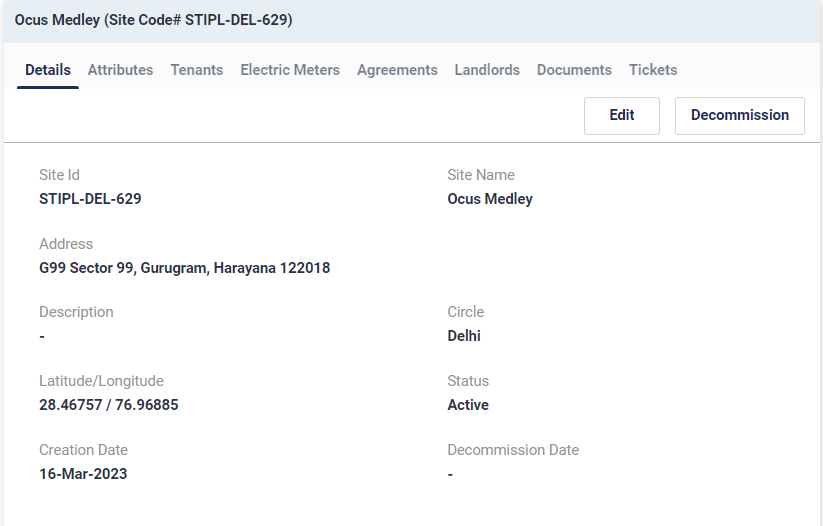 Ocus Medley (Site Code# STIPL-DEL-629)
Details Attributes Tenants Electric Meters Agreements Landlords Documents Tickets
Edit Decommission
Site Id Site Name
STIPL-DEL-629 Ocus Medley
Address
G99 Sector 99, Gurugram, Harayana 122018
Description Circle
- Delhi
Latitude/Longitude Status
28.46757 / 76.96885 Active
Creation Date Decommission Date
16-Mar-2023 -